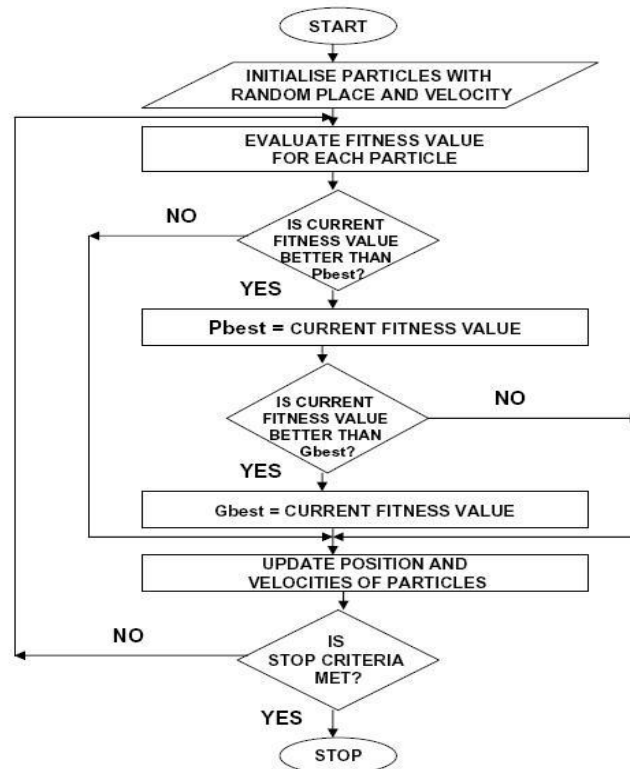 START
INITIALISE PARTICLES WITH
RANDOM PLACE AND VELOCITY
EVALUATE FITNESS VALUE
FOR EACH PARTICLE
NO
IS CURRENT
FITNESS VALUE
BETTER THAN
Pbest?
YES
Pbest = CURRENT FITNESS VALUE
IS CURRENT
FITNESS VALUE
BETTER THAN
Gbest?
NO
YES
Gbest = CURRENT FITNESS VALUE
UPDATE POSITION AND
VELOCITIES OF PARTICLES
NO
IS
STOP CRITERIA
MET?
YES
STOP